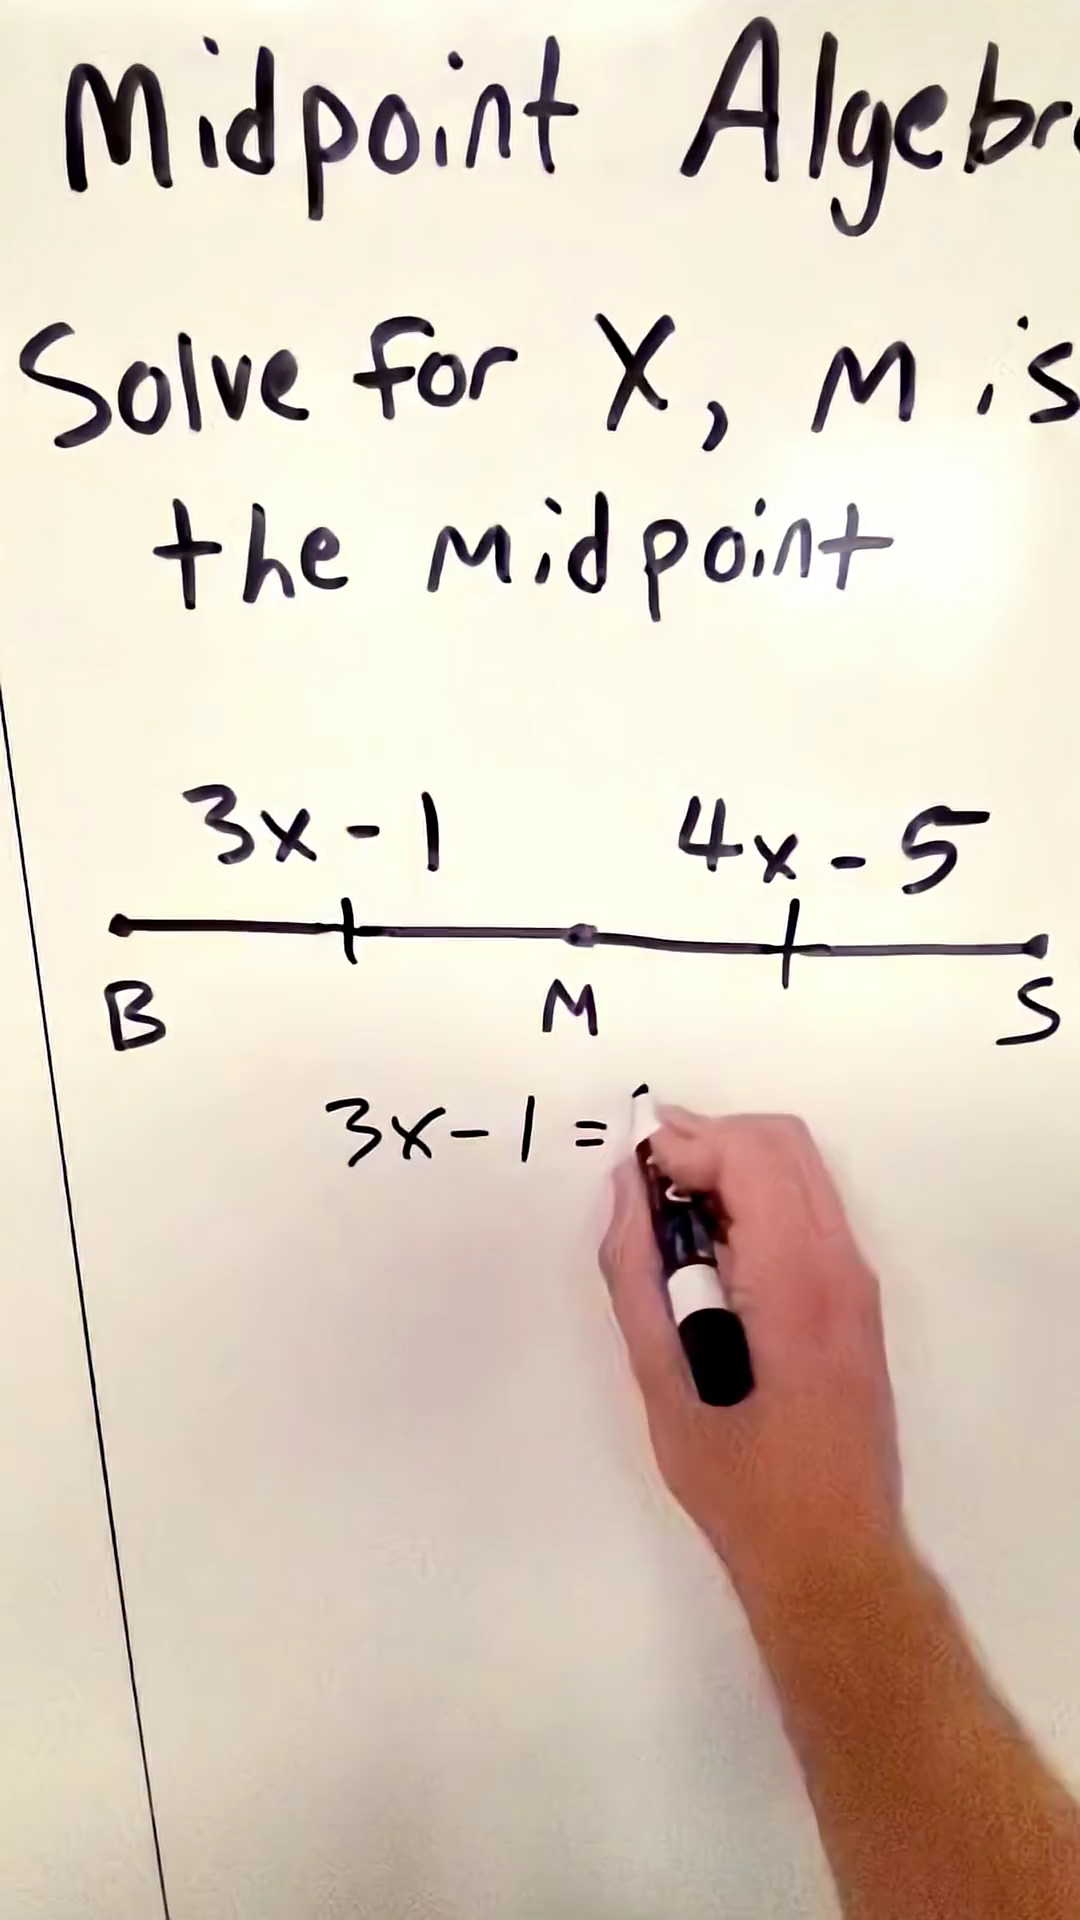 Midpoint Algebr
Solve for X, M is
the midpoint
3x - 1 4x - 5
B M S
3x - 1 =